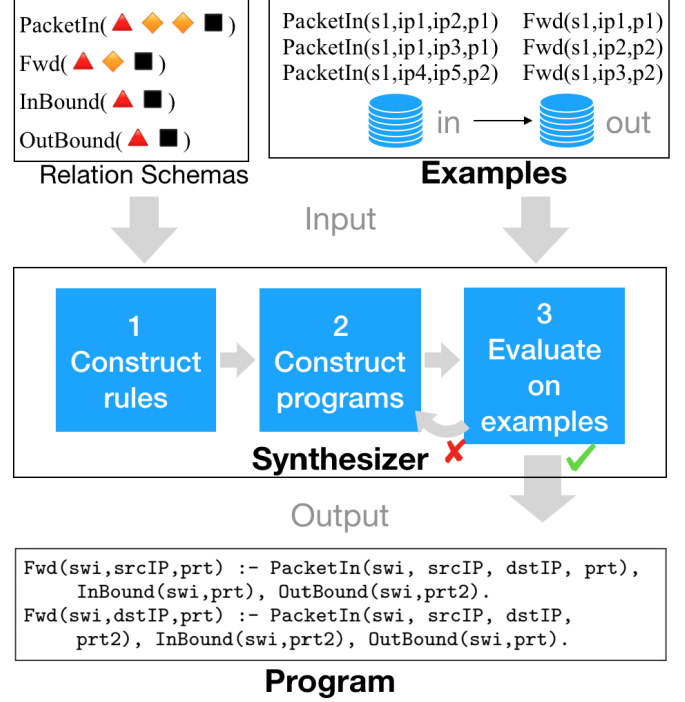 PacketIn( )
Fwd( )
InBound( )
OutBound( )
Relation Schemas
PacketIn(s1,ip1,ip2,p1) Fwd(s1,ip1,p1)
PacketIn(s1,ip1,ip3,p1) Fwd(s1,ip2,p2)
PacketIn(s1,ip4,ip5,p2) Fwd(s1,ip3,p2)
in out
Examples
Input
1
Construct
rules
2
Construct
programs
3
Evaluate
on
examples
Synthesizer
Output
Fwd(swi,srcIP,prt) :- PacketIn(swi, srcIP, dstIP, prt),
InBound(swi,prt), OutBound(swi,prt2).
Fwd(swi,dstIP,prt) :- PacketIn(swi, srcIP, dstIP,
prt2), InBound(swi,prt2), OutBound(swi,prt).
Program